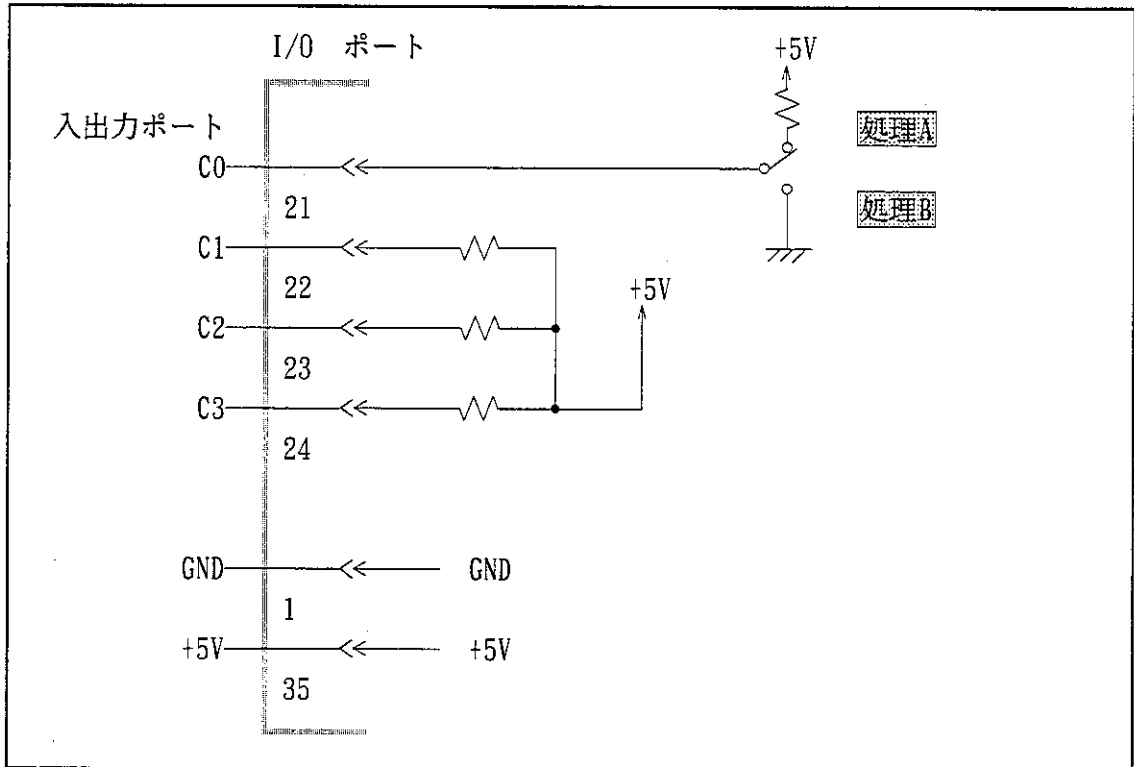 I/O ポート
+5V
入出力ポート
処理A
C0
21
処理B
C1
22
+5V
C2
23
C3
24
GND
GND
1
+5V
+5V
35